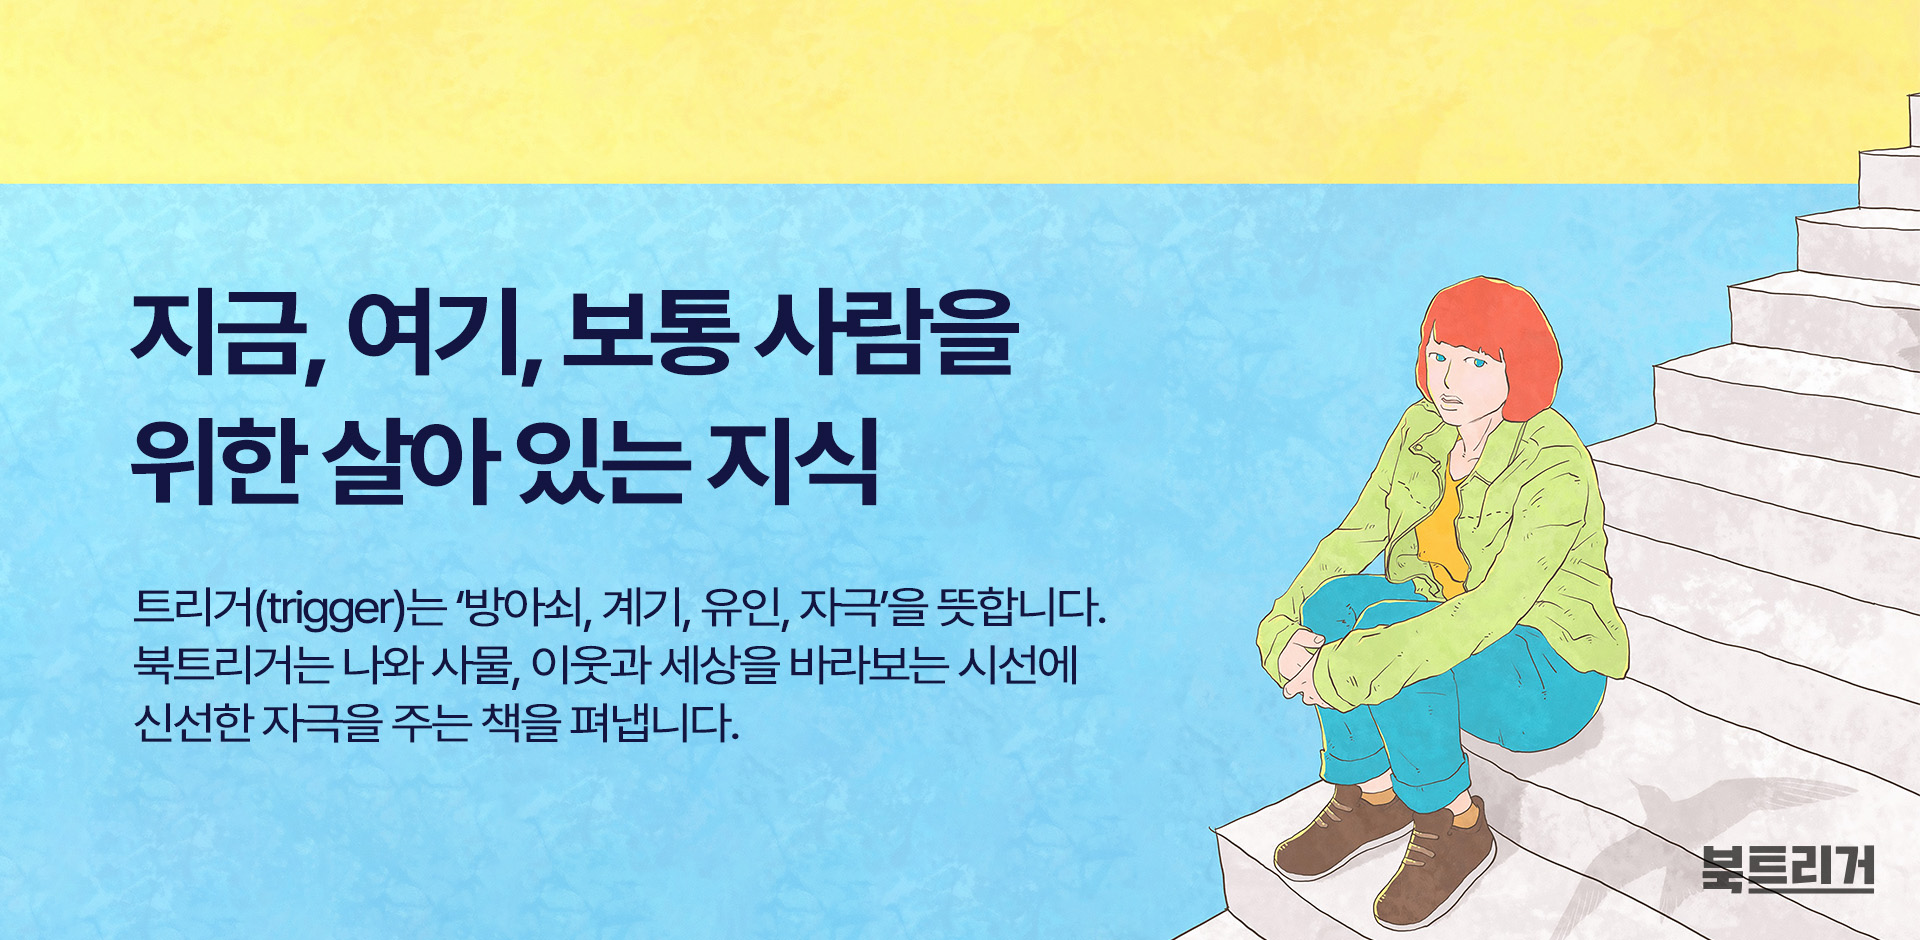 지금, 여기, 보통 사람을
위한 살아 있는 지식
트리거(trigger)는 ‘방아쇠, 계기, 유인, 자극’을 뜻합니다.
북트리거는 나와 사물, 이웃과 세상을 바라보는 시선에
신선한 자극을 주는 책을 펴냅니다.
북트리거